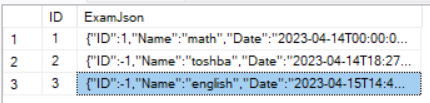 ID ExamJson
1 1 {"ID":1,"Name":"math","Date":"2023-04-14T00:00:0...
2 2 {"ID":-1,"Name":"toshba","Date":"2023-04-14T18:27...
3 3 {"ID":-1,"Name":"english","Date":"2023-04-15T14:4...